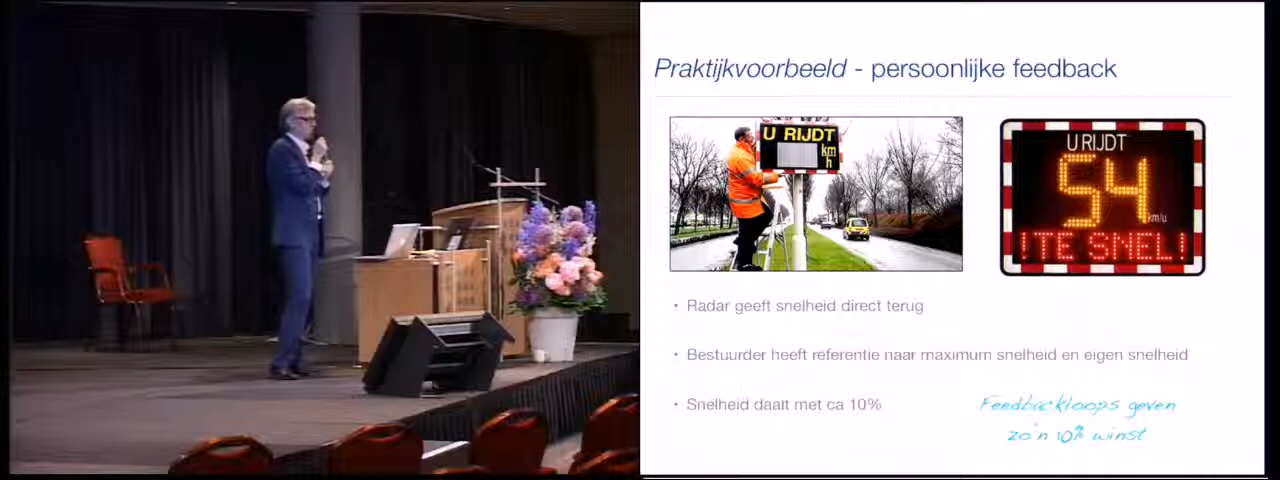 Praktijkvoorbeeld - persoonlijke feedback
U RIJDT
km
h
U RIJDT
54
km/u
!TE SNEL!
• Radar geeft snelheid direct terug
• Bestuurder heeft referentie naar maximum snelheid en eigen snelheid
• Snelheid daalt met ca 10%
Feedbackloops geven
zo'n 10% winst